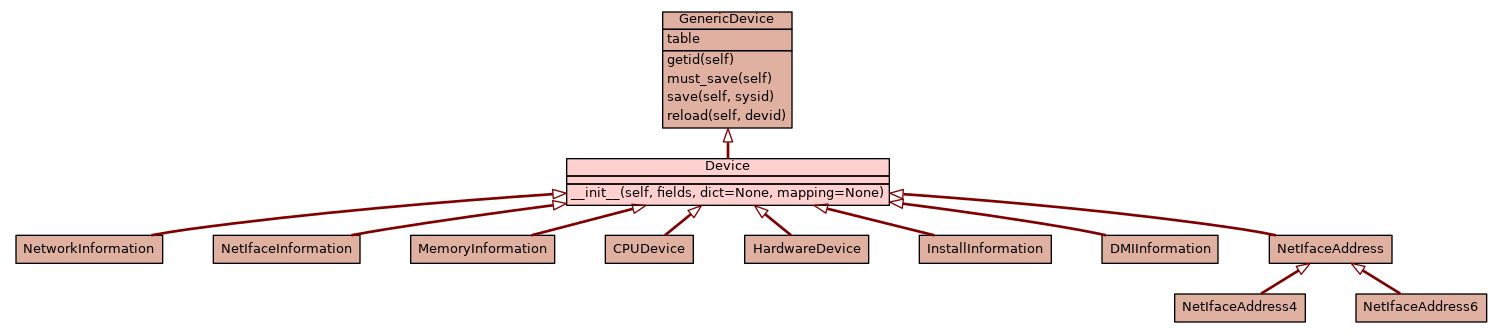 GenericDevice
table
getid(self)
must_save(self)
save(self, sysid)
reload(self, devid)
Device
__init__(self, fields, dict=None, mapping=None)
NetworkInformation
NetIfaceInformation
MemoryInformation
CPUDevice
HardwareDevice
InstallInformation
DMIInformation
NetIfaceAddress
NetIfaceAddress4
NetIfaceAddress6